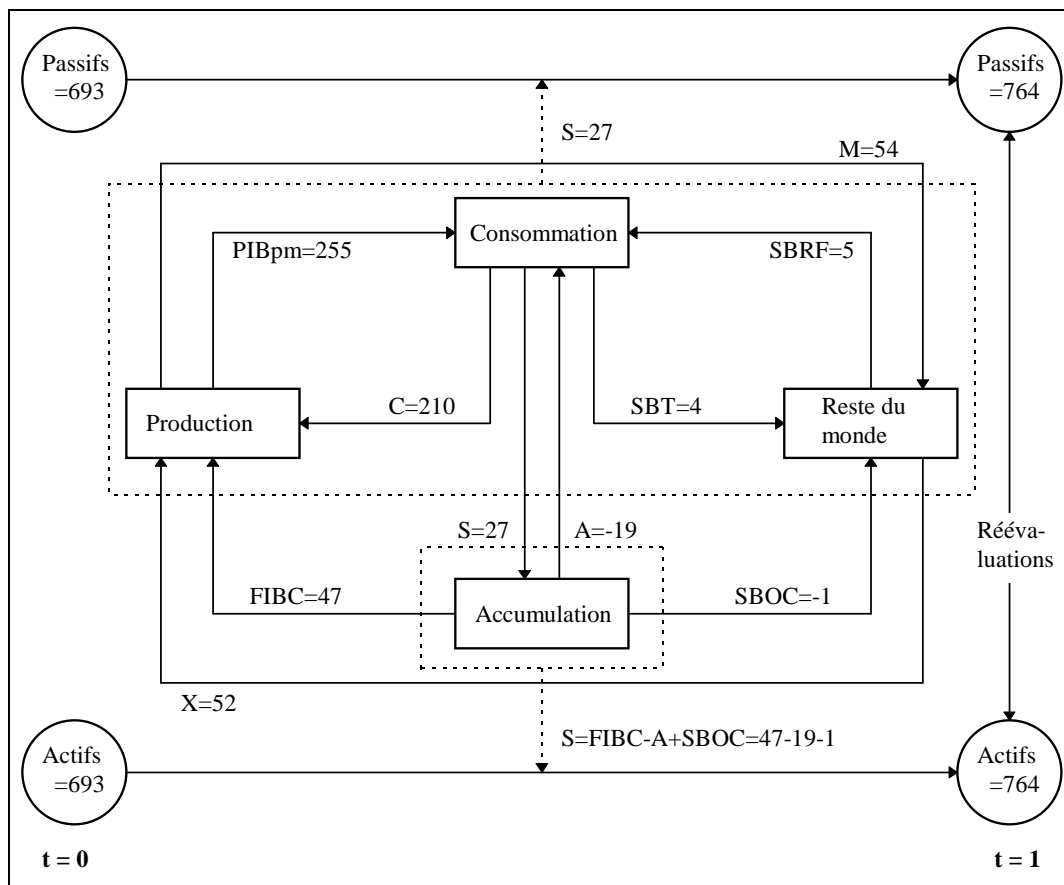 Passifs
=693
Passifs
=764
S=27
M=54
Consommation
PIBpm=255
SBRF=5
C=210
SBT=4
Production
Reste du
monde
S=27
A=-19
Rééva-
luations
FIBC=47
SBOC=-1
Accumulation
X=52
S=FIBC-A+SBOC=47-19-1
Actifs
=693
Actifs
=764
t = 0
t = 1